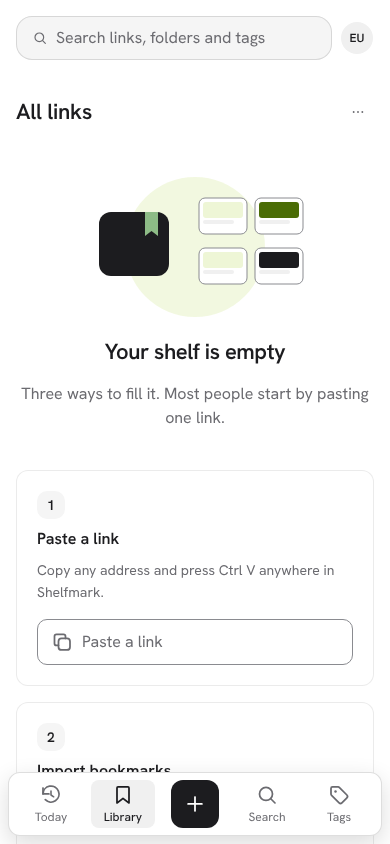 Search links, folders and tags
EU
All links
Your shelf is empty
Three ways to fill it. Most people start by pasting
one link.
1
Paste a link
Copy any address and press Ctrl V anywhere in
Shelfmark.
Paste a link
2
Import bookmarks
Today
Library
Search
Tags